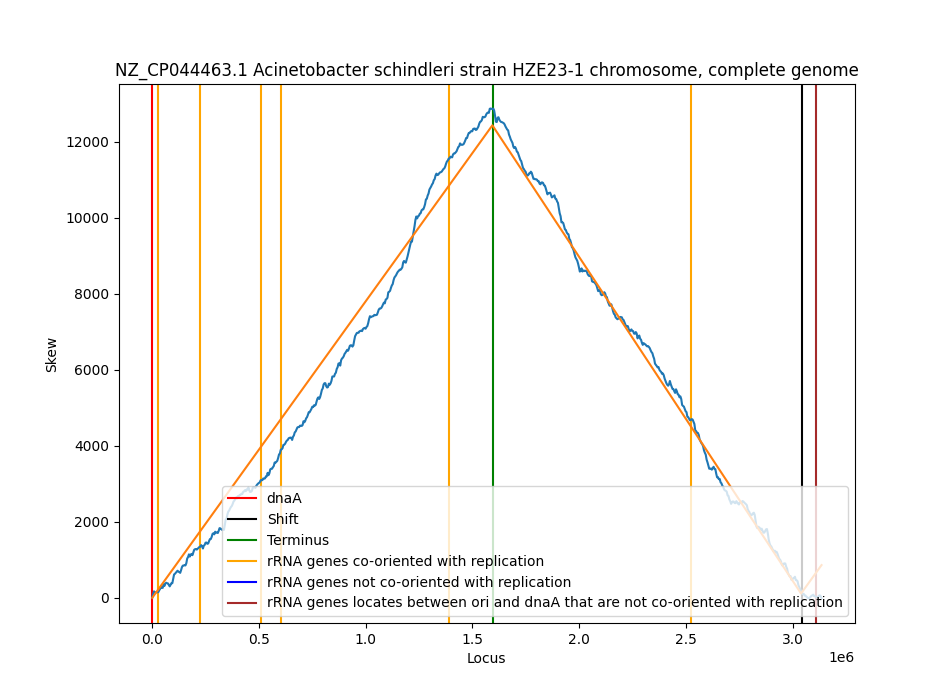 NZ_CP044463.1 Acinetobacter schindleri strain HZE23-1 chromosome, complete genome
12000
10000
8000
6000
4000
2000
0
Skew
dnaA
Shift
Terminus
rRNA genes co-oriented with replication
rRNA genes not co-oriented with replication
rRNA genes locates between ori and dnaA that are not co-oriented with replication
0.0 0.5 1.0 1.5 2.0 2.5 3.0
Locus
1e6